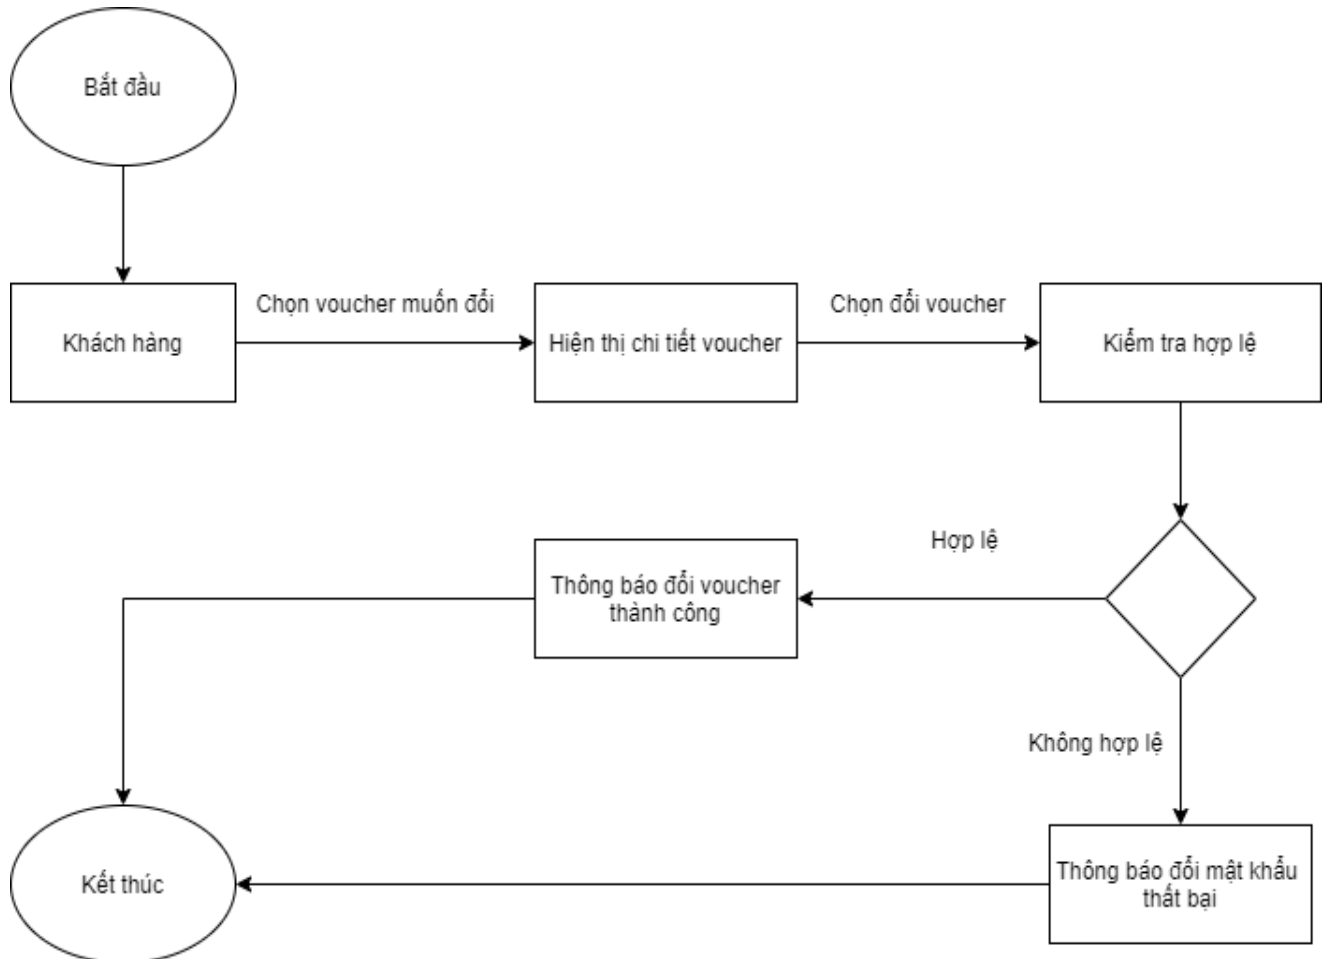 Bắt đầu
Chọn voucher muốn đổi
Chọn đổi voucher
Khách hàng
Hiện thị chi tiết voucher
Kiểm tra hợp lệ
Hợp lệ
Thông báo đổi voucher
thành công
Không hợp lệ
Thông báo đổi mật khẩu
thất bại
Kết thúc